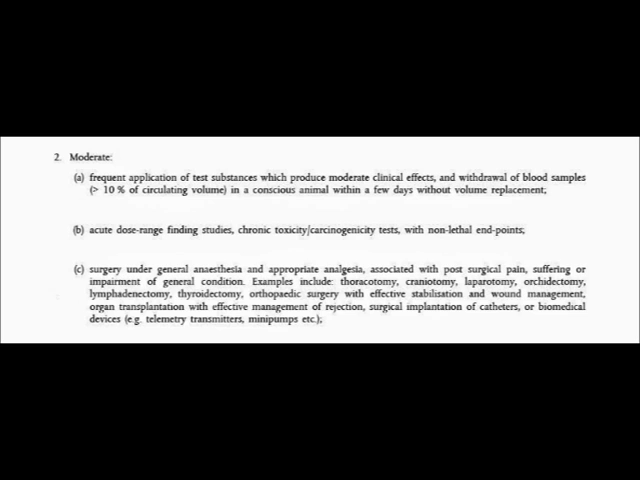 2. Moderate:
(a) frequent application of test substances which produce moderate clinical effects, and withdrawal of blood samples
(> 10 % of circulating volume) in a conscious animal within a few days without volume replacement;
(b) acute dose-range finding studies, chronic toxicity/carcinogenicity tests, with non-lethal end-points;
(c) surgery under general anaesthesia and appropriate analgesia, associated with post surgical pain, suffering or
impairment of general condition. Examples include: thoracotomy, craniotomy, laparotomy, orchidectomy,
lymphadenectomy, thyroidectomy, orthopaedic surgery with effective stabilisation and wound management,
organ transplantation with effective management of rejection, surgical implantation of catheters, or biomedical
devices (e.g. telemetry transmitters, minipumps etc.);